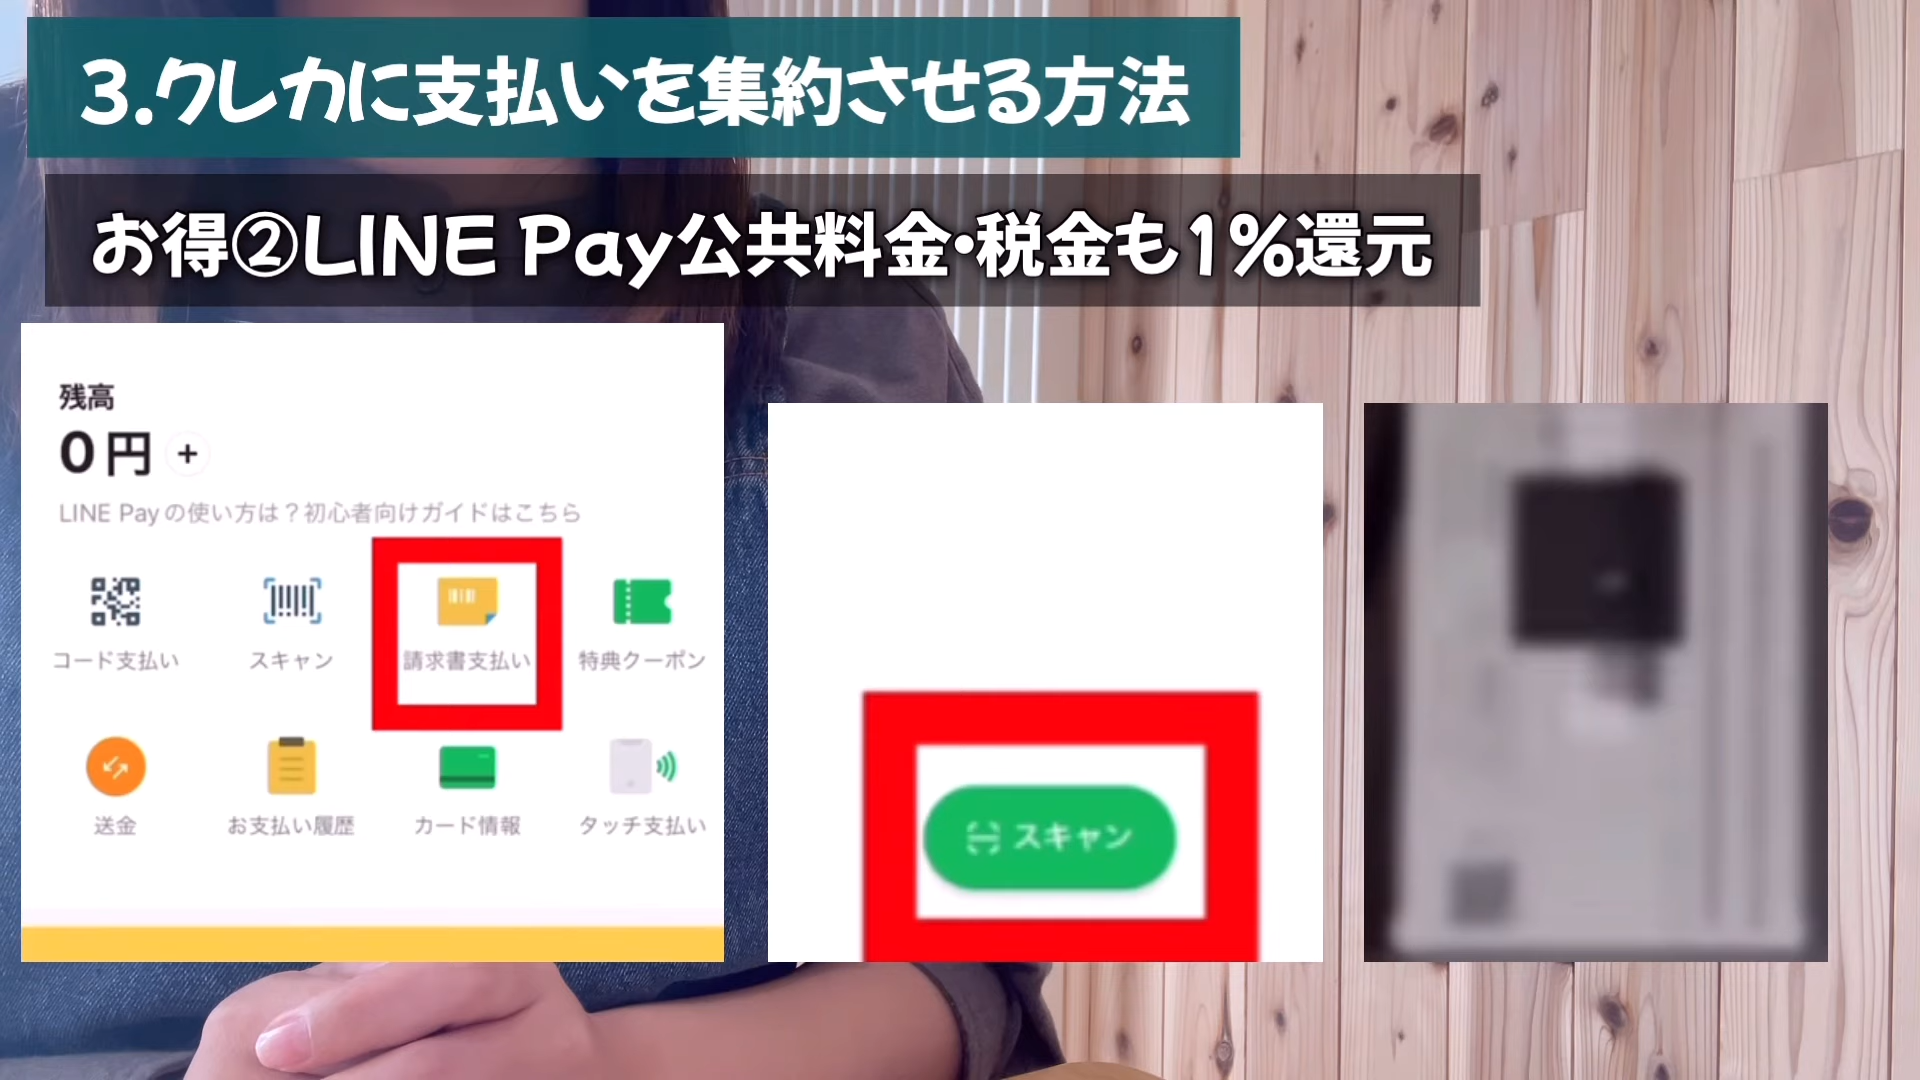 3.クレカに支払いを集約させる方法
お得②LINE Pay公共料金・税金も1%還元
残高
0円 +
LINE Payの使い方は？初心者向けガイドはこちら
コード支払い スキャン 請求書支払い 特典クーポン
送金 お支払い履歴 カード情報 タッチ支払い
スキャン